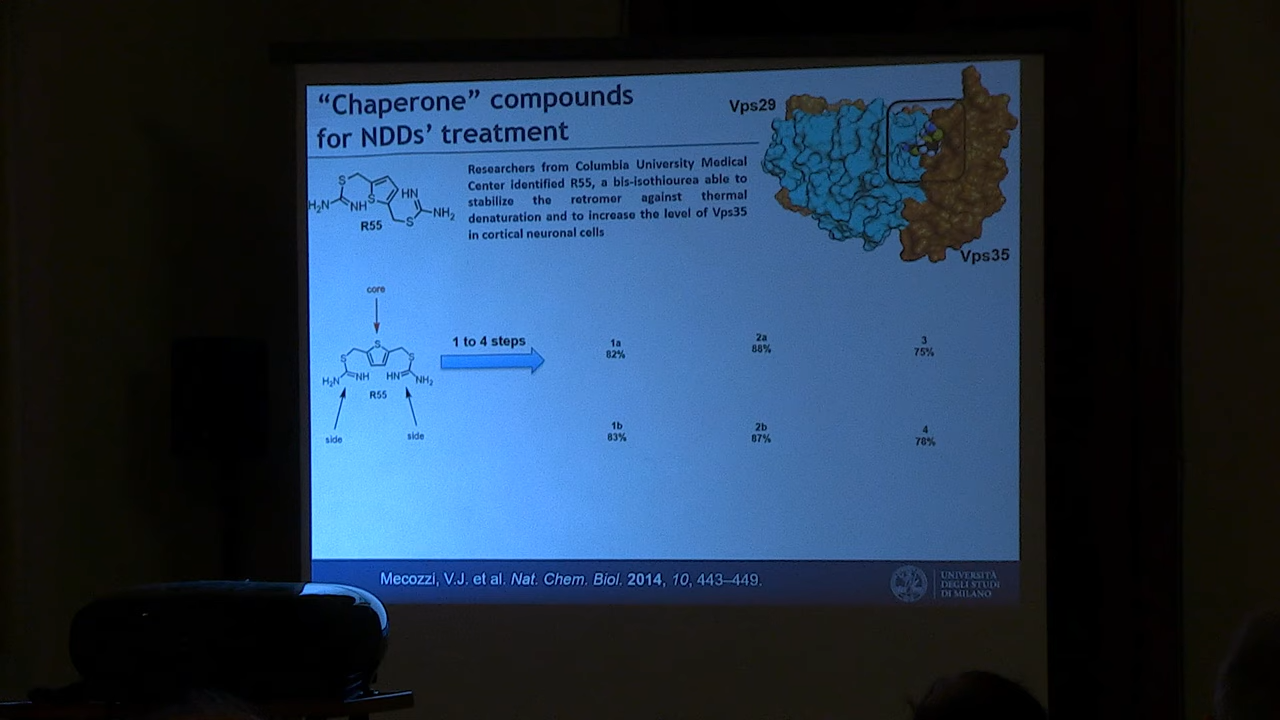 “Chaperone” compounds
for NDDs’ treatment
Vps29
Vps35
Researchers from Columbia University Medical
Center identified R55, a bis-isothiourea able to
stabilize the retromer against thermal
denaturation and to increase the level of Vps35
in cortical neuronal cells
S
S
HN
H₂N
NH
NH₂
S
R55
core
S
S
S
H₂N
NH
HN
NH₂
R55
side
side
1 to 4 steps
1a
82%
2a
88%
3
75%
1b
83%
2b
87%
4
78%
Mecozzi, V.J. et al. Nat. Chem. Biol. 2014, 10, 443–449.
UNIVERSITÀ
DEGLI STUDI
DI MILANO